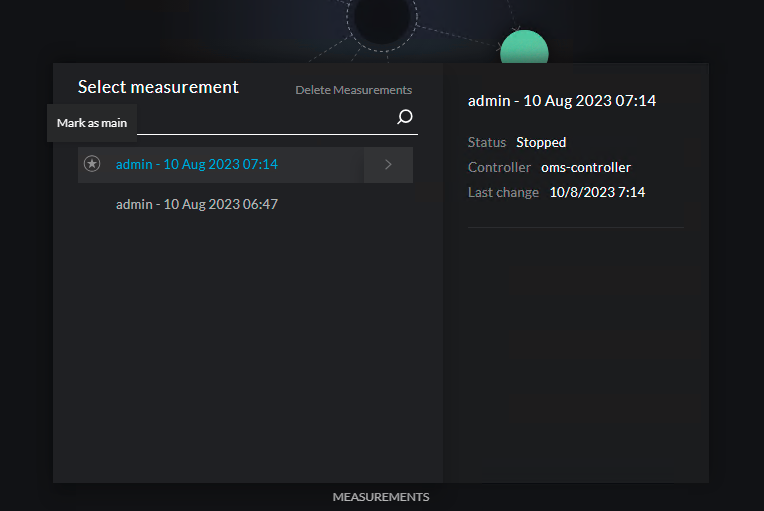 Select measurement
Delete Measurements
Mark as main
admin - 10 Aug 2023 07:14
admin - 10 Aug 2023 06:47
admin - 10 Aug 2023 07:14
Status Stopped
Controller oms-controller
Last change 10/8/2023 7:14
MEASUREMENTS